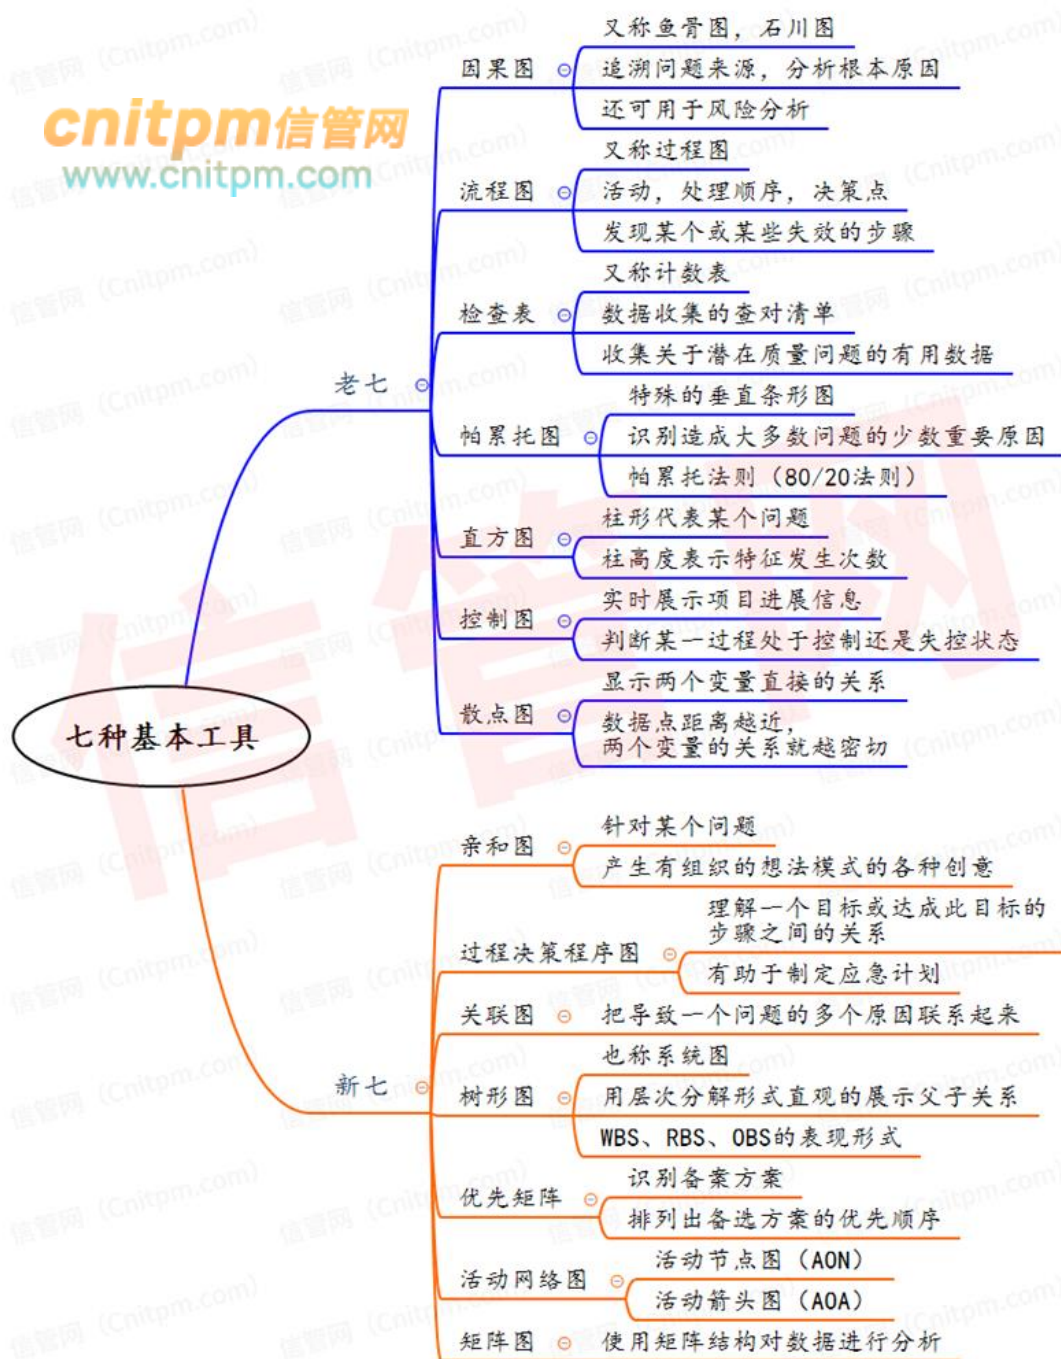 又称鱼骨图，石川图
因果图
追溯问题来源，分析根本原因
还可用于风险分析
cnitpm信管网
www.cnitpm.com
又称过程图
流程图
活动，处理顺序，决策点
发现某个或某些失效的步骤
又称计数表
检查表
数据收集的查对清单
收集关于潜在质量问题的有用数据
老七
特殊的垂直条形图
帕累托图
识别造成大多数问题的少数重要原因
帕累托法则（80/20法则）
直方图
柱形代表某个问题
柱高度表示特征发生次数
控制图
实时展示项目进展信息
判断某一过程处于控制还是失控状态
散点图
显示两个变量直接的关系
数据点距离越近，
两个变量的关系就越密切
七种基本工具
亲和图
针对某个问题
产生有组织的想法模式的各种创意
过程决策程序图
理解一个目标或达成此目标的
步骤之间的关系
有助于制定应急计划
关联图
把导致一个问题的多个原因联系起来
新七
树形图
也称系统图
用层次分解形式直观的展示父子关系
WBS、RBS、OBS的表现形式
优先矩阵
识别备案方案
排列出备选方案的优先顺序
活动网络图
活动节点图（AON）
活动箭头图（AOA）
矩阵图
使用矩阵结构对数据进行分析
信管网
信管网（Cnitpm.com）